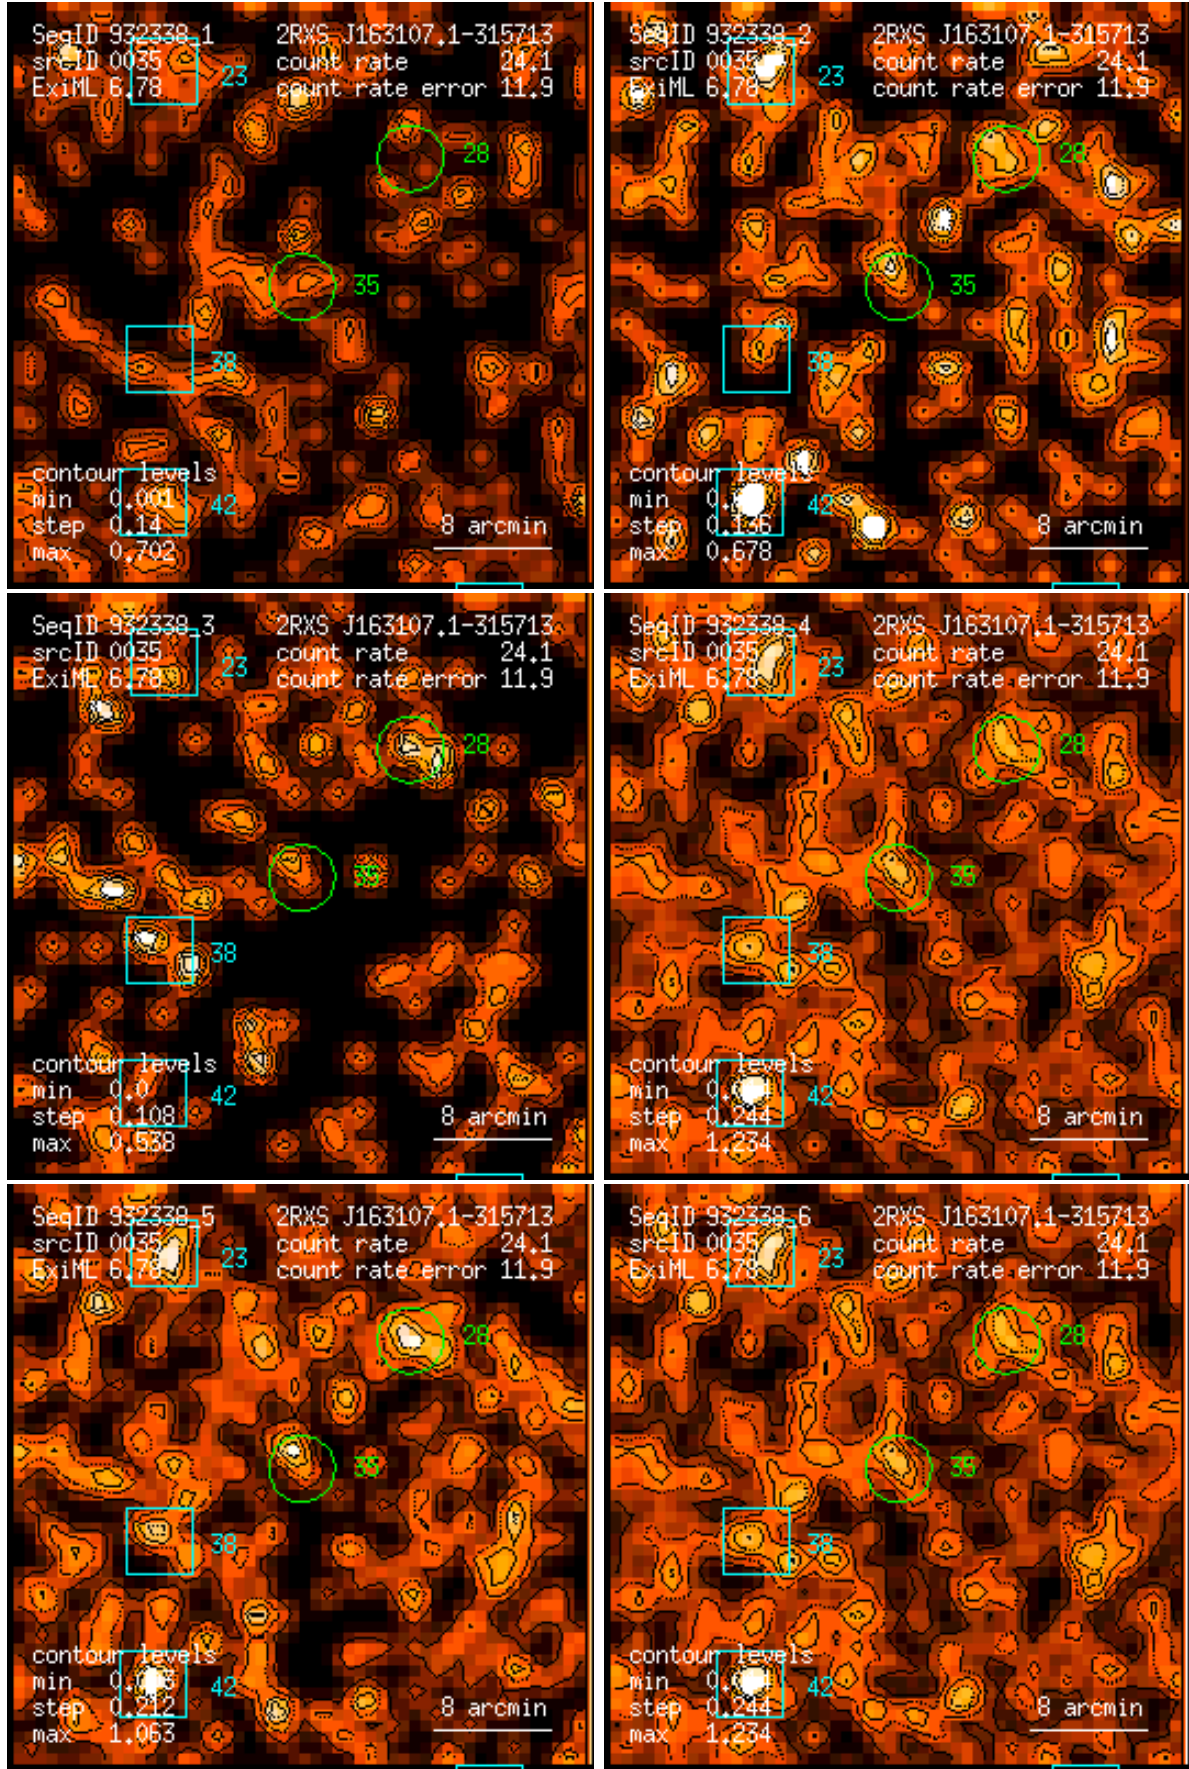 SeqID 932338_1 2RXS J163107.1-315713
srcID 0035 count rate 24.1
ExiML 6.78 23 count rate error 11.9
28
35
38
contour levels
min 0.001
42
step 0.14
8 arcmin
max 0.702
SeqID 932338_2 2RXS J163107.1-315713
srcID 0035 count rate 24.1
ExiML 6.78 23 count rate error 11.9
28
35
38
contour levels
min
42
step 0.136
8 arcmin
max 0.678
SeqID 932338_3 2RXS J163107.1-315713
srcID 0035 count rate 24.1
ExiML 6.78 23 count rate error 11.9
28
35
38
contour levels
min 0.0
42
step 0.108
8 arcmin
max 0.538
SeqID 932338_4 2RXS J163107.1-315713
srcID 0035 count rate 24.1
ExiML 6.78 23 count rate error 11.9
28
35
38
contour levels
min
42
step 0.244
8 arcmin
max 1.234
SeqID 932338_5 2RXS J163107.1-315713
srcID 0035 count rate 24.1
ExiML 6.78 23 count rate error 11.9
28
35
38
contour levels
min
42
step 0.212
8 arcmin
max 1.063
SeqID 932338_6 2RXS J163107.1-315713
srcID 0035 count rate 24.1
ExiML 6.78 23 count rate error 11.9
28
35
38
contour levels
min
42
step 0.244
8 arcmin
max 1.234